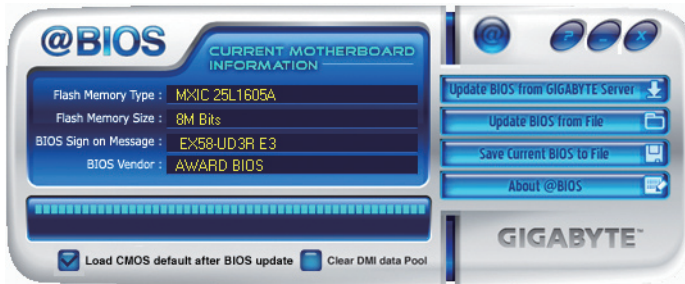 @BIOS
CURRENT MOTHERBOARD
INFORMATION
Flash Memory Type : MXIC 25L1605A
Flash Memory Size : 8M Bits
BIOS Sign on Message : EX58-UD3R E3
BIOS Vendor : AWARD BIOS
Load CMOS default after BIOS update
Clear DMI data Pool
@ ? - X
Update BIOS from GIGABYTE Server
Update BIOS from File
Save Current BIOS to File
About @BIOS
GIGABYTE™